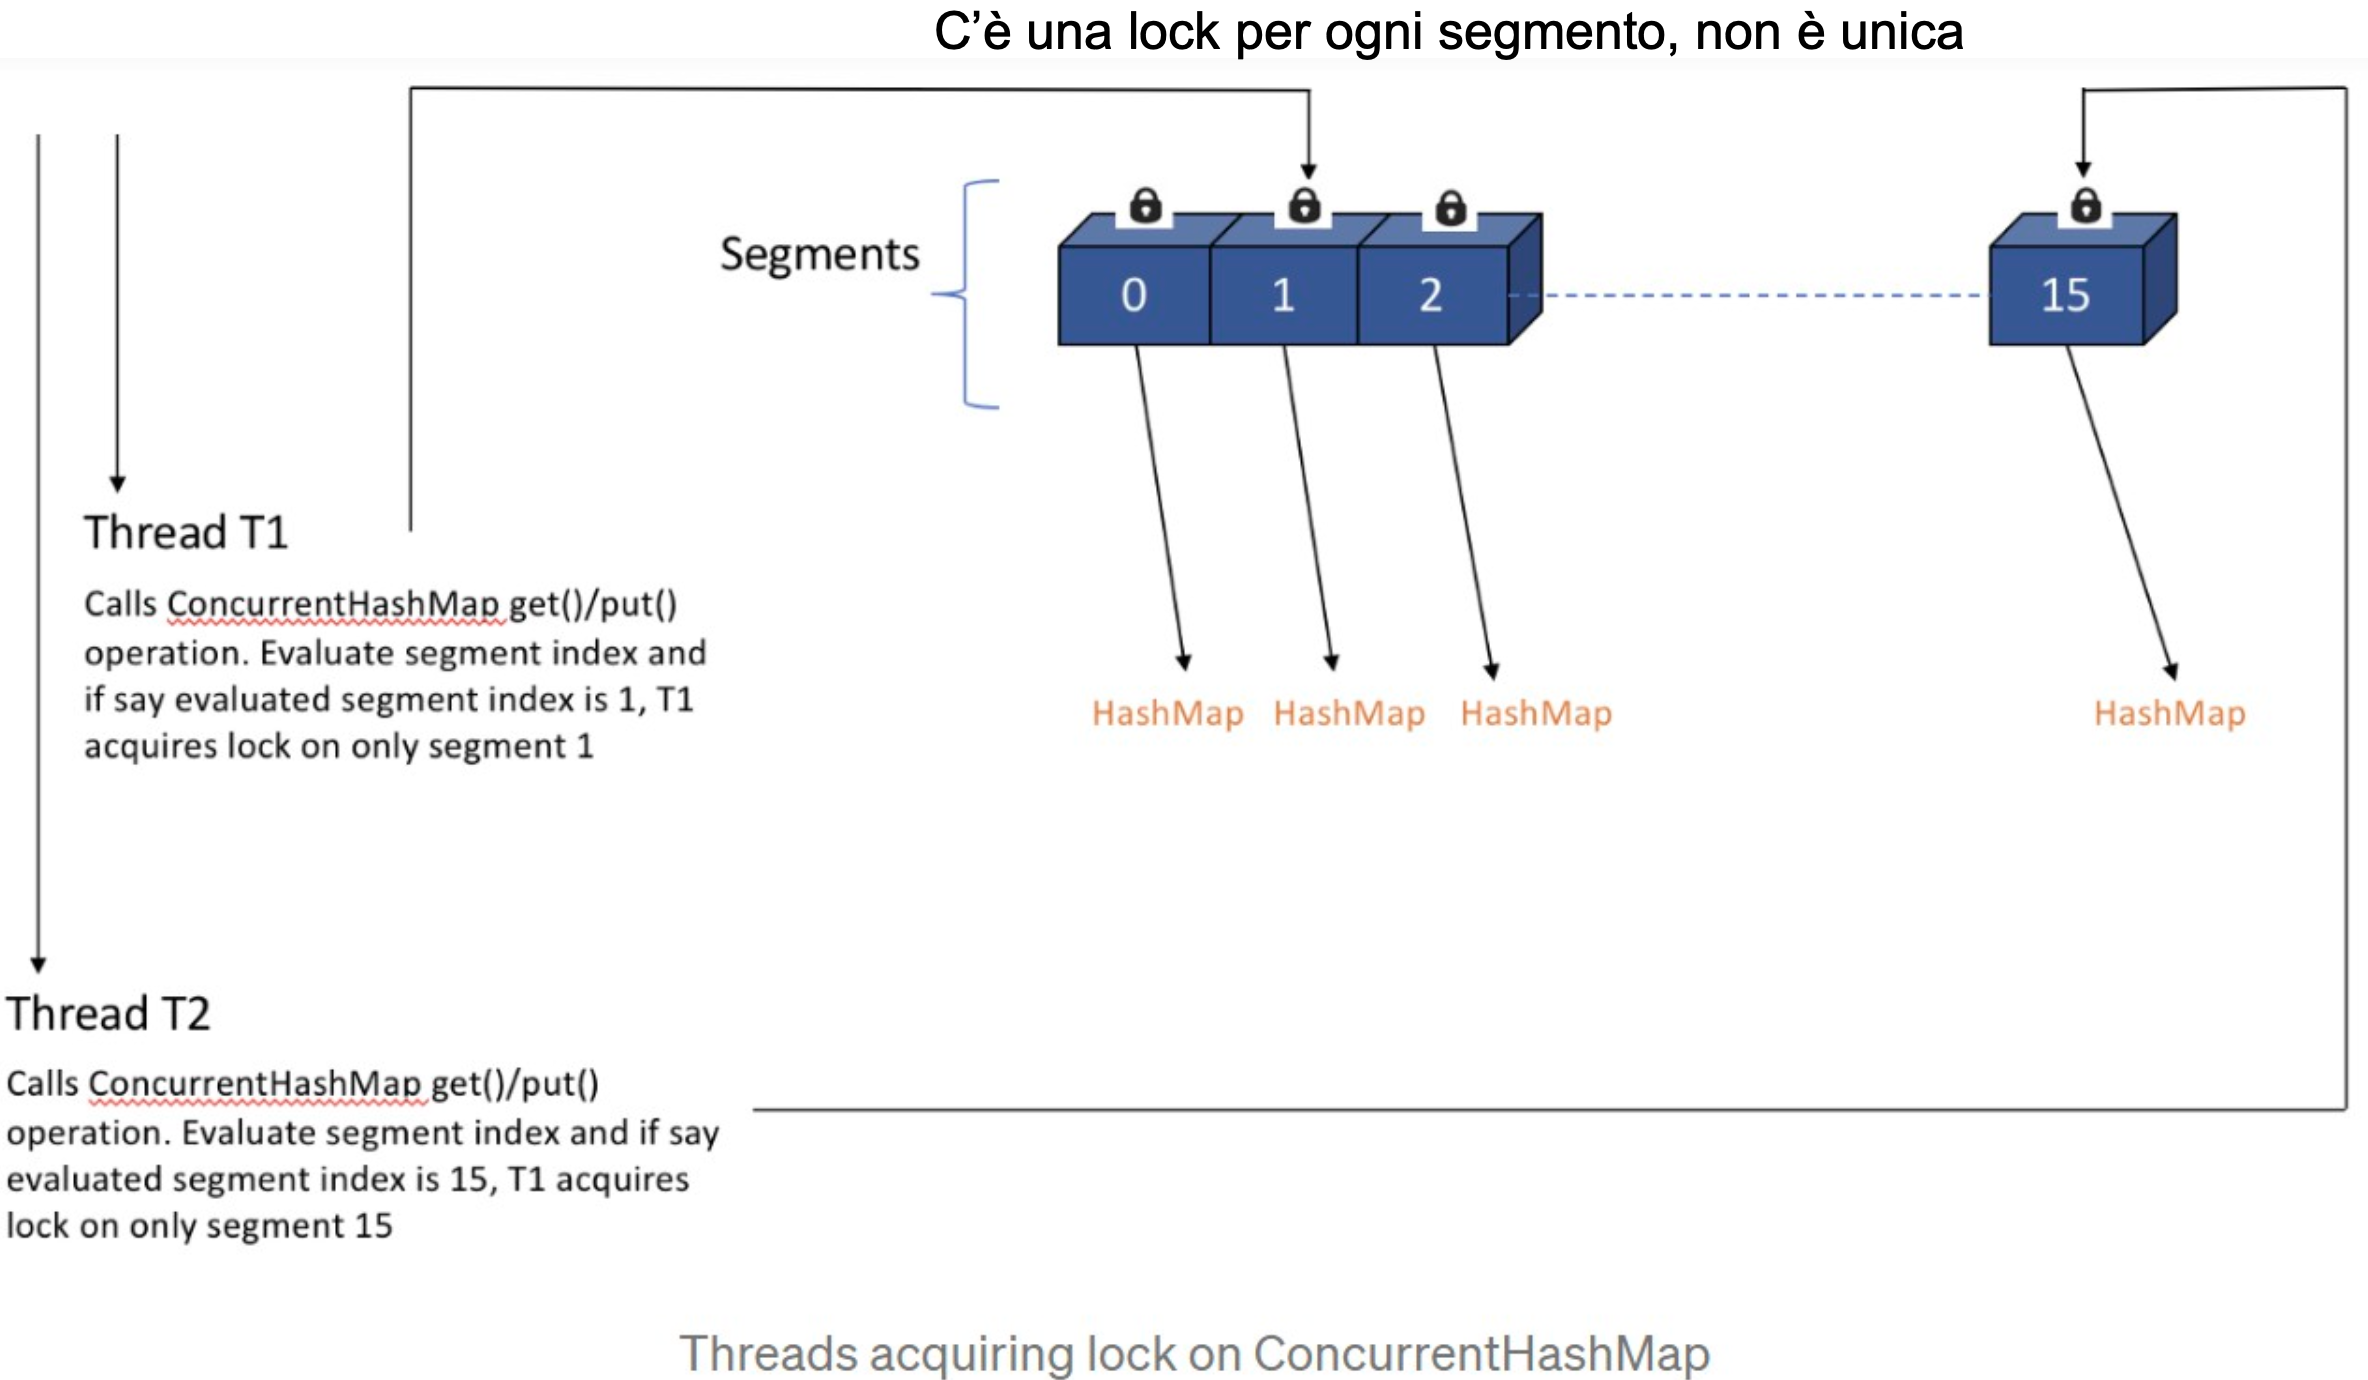 C’è una lock per ogni segmento, non è unica
Segments
0
1
2
15
Thread T1
Calls ConcurrentHashMap get()/put()
operation. Evaluate segment index and
if say evaluated segment index is 1, T1
acquires lock on only segment 1
HashMap
HashMap
HashMap
HashMap
Thread T2
Calls ConcurrentHashMap get()/put()
operation. Evaluate segment index and if say
evaluated segment index is 15, T1 acquires
lock on only segment 15
Threads acquiring lock on ConcurrentHashMap